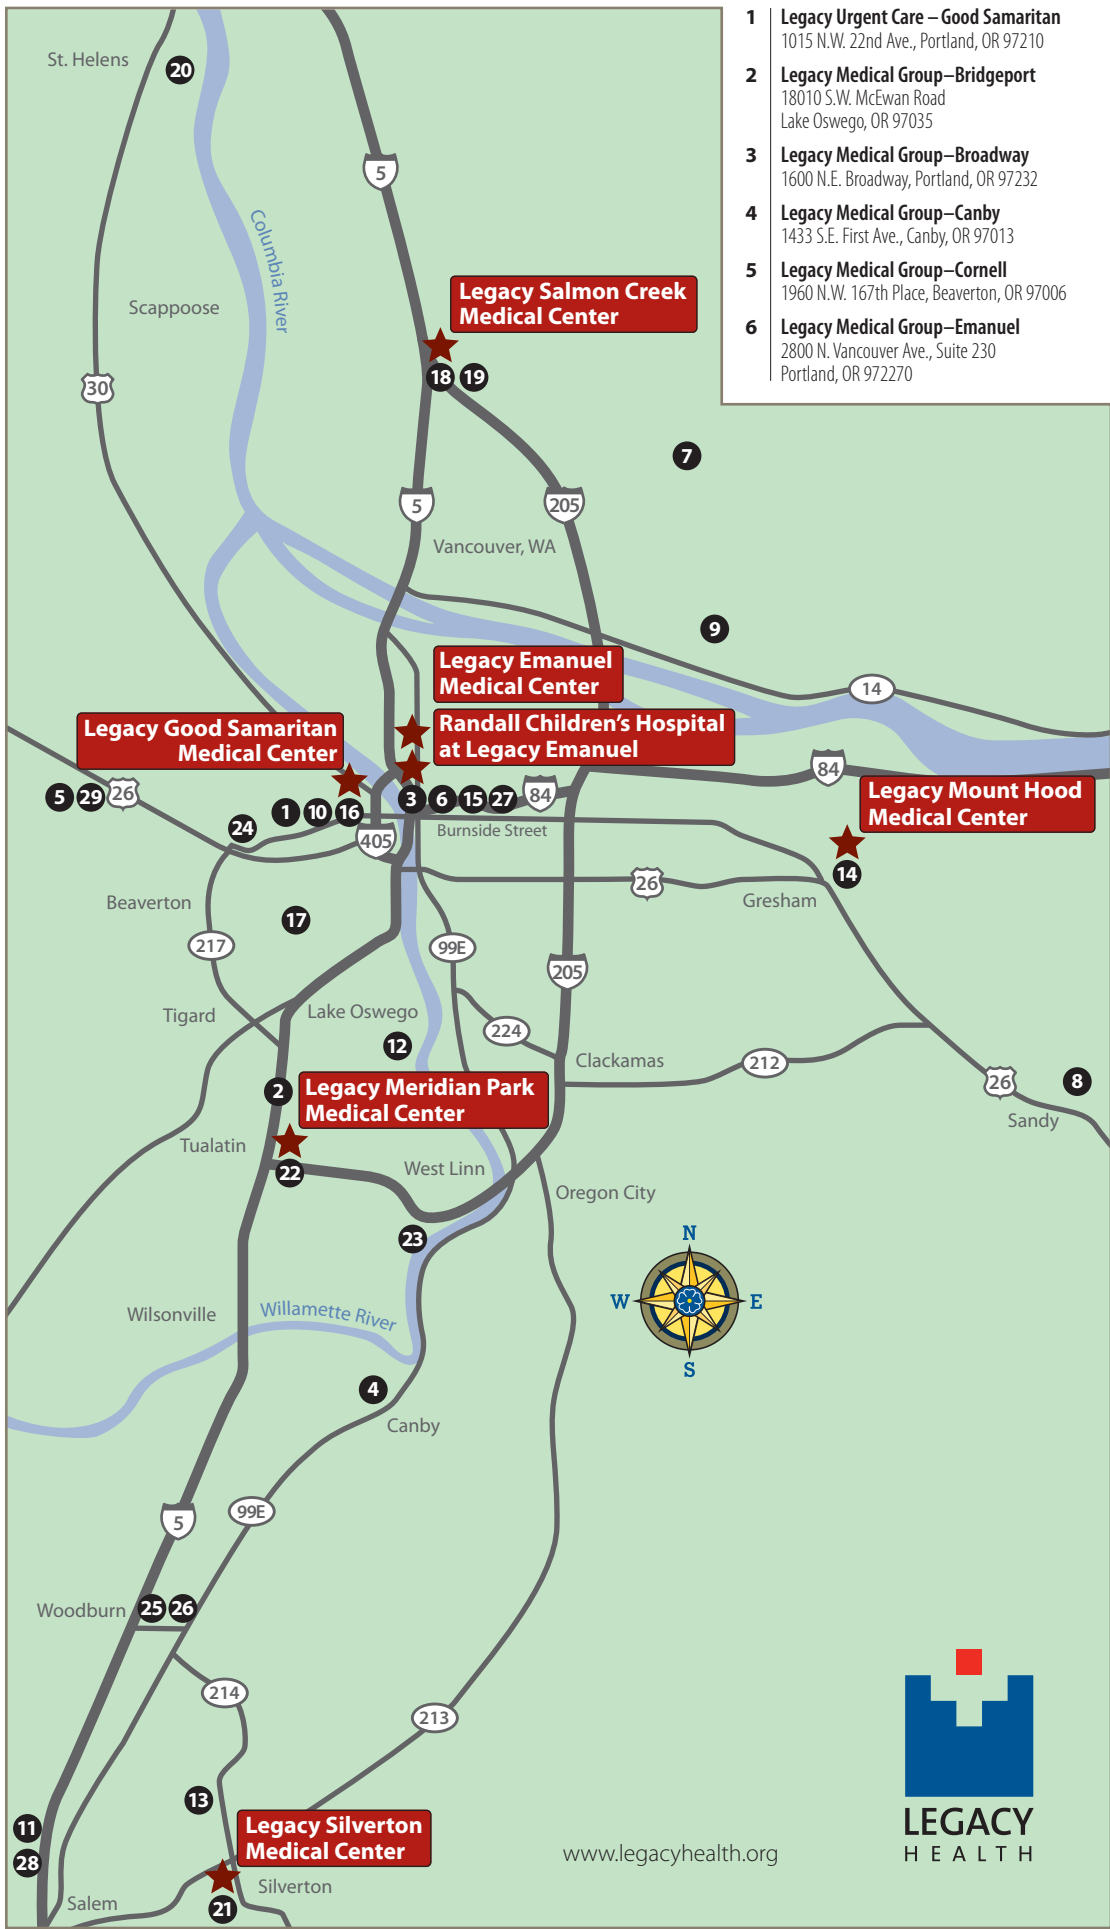 1 Legacy Urgent Care – Good Samaritan
1015 N.W. 22nd Ave., Portland, OR 97210
2 Legacy Medical Group–Bridgeport
18010 S.W. McEwan Road
Lake Oswego, OR 97035
3 Legacy Medical Group–Broadway
1600 N.E. Broadway, Portland, OR 97232
4 Legacy Medical Group–Canby
1433 S.E. First Ave., Canby, OR 97013
5 Legacy Medical Group–Cornell
1960 N.W. 167th Place, Beaverton, OR 97006
6 Legacy Medical Group–Emanuel
2800 N. Vancouver Ave., Suite 230
Portland, OR 972270
St. Helens
20
5
Columbia River
Scappoose
Legacy Salmon Creek
Medical Center
30
18 19
7
5
205
Vancouver, WA
9
14
Legacy Emanuel
Medical Center
Randall Children's Hospital
at Legacy Emanuel
Legacy Good Samaritan
Medical Center
84
Legacy Mount Hood
Medical Center
5 29 26
1 10 16
3 6 15 27 84
24
405
Burnside Street
14
26
Beaverton
Gresham
17
217
99E
205
Tigard
Lake Oswego
224
12
Clackamas
212
26
8
Sandy
2
Legacy Meridian Park
Medical Center
Tualatin
22
West Linn
Oregon City
23
N
W E
S
Wilsonville
Willamette River
4
Canby
99E
5
Woodburn
25 26
214
213
13
11
28
Legacy Silverton
Medical Center
Silverton
21
Salem
www.legacyhealth.org
LEGACY
HEALTH